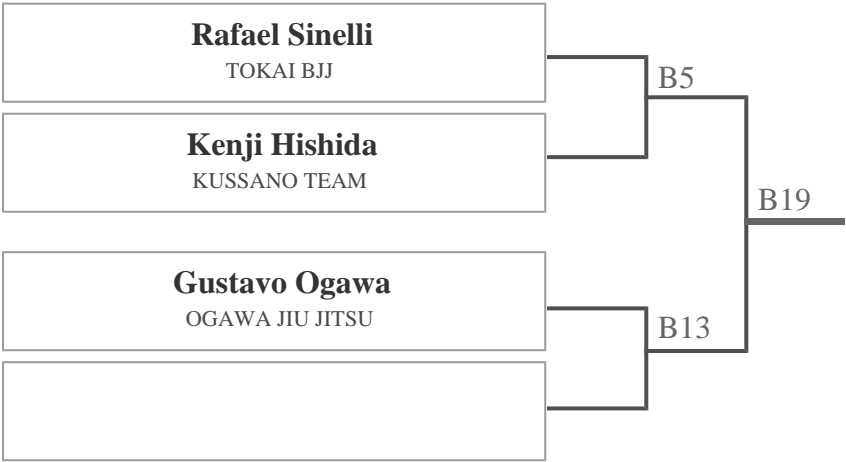 Rafael Sinelli
TOKAI BJJ
B5
Kenji Hishida
KUSSANO TEAM
B19
Gustavo Ogawa
OGAWA JIU JITSU
B13